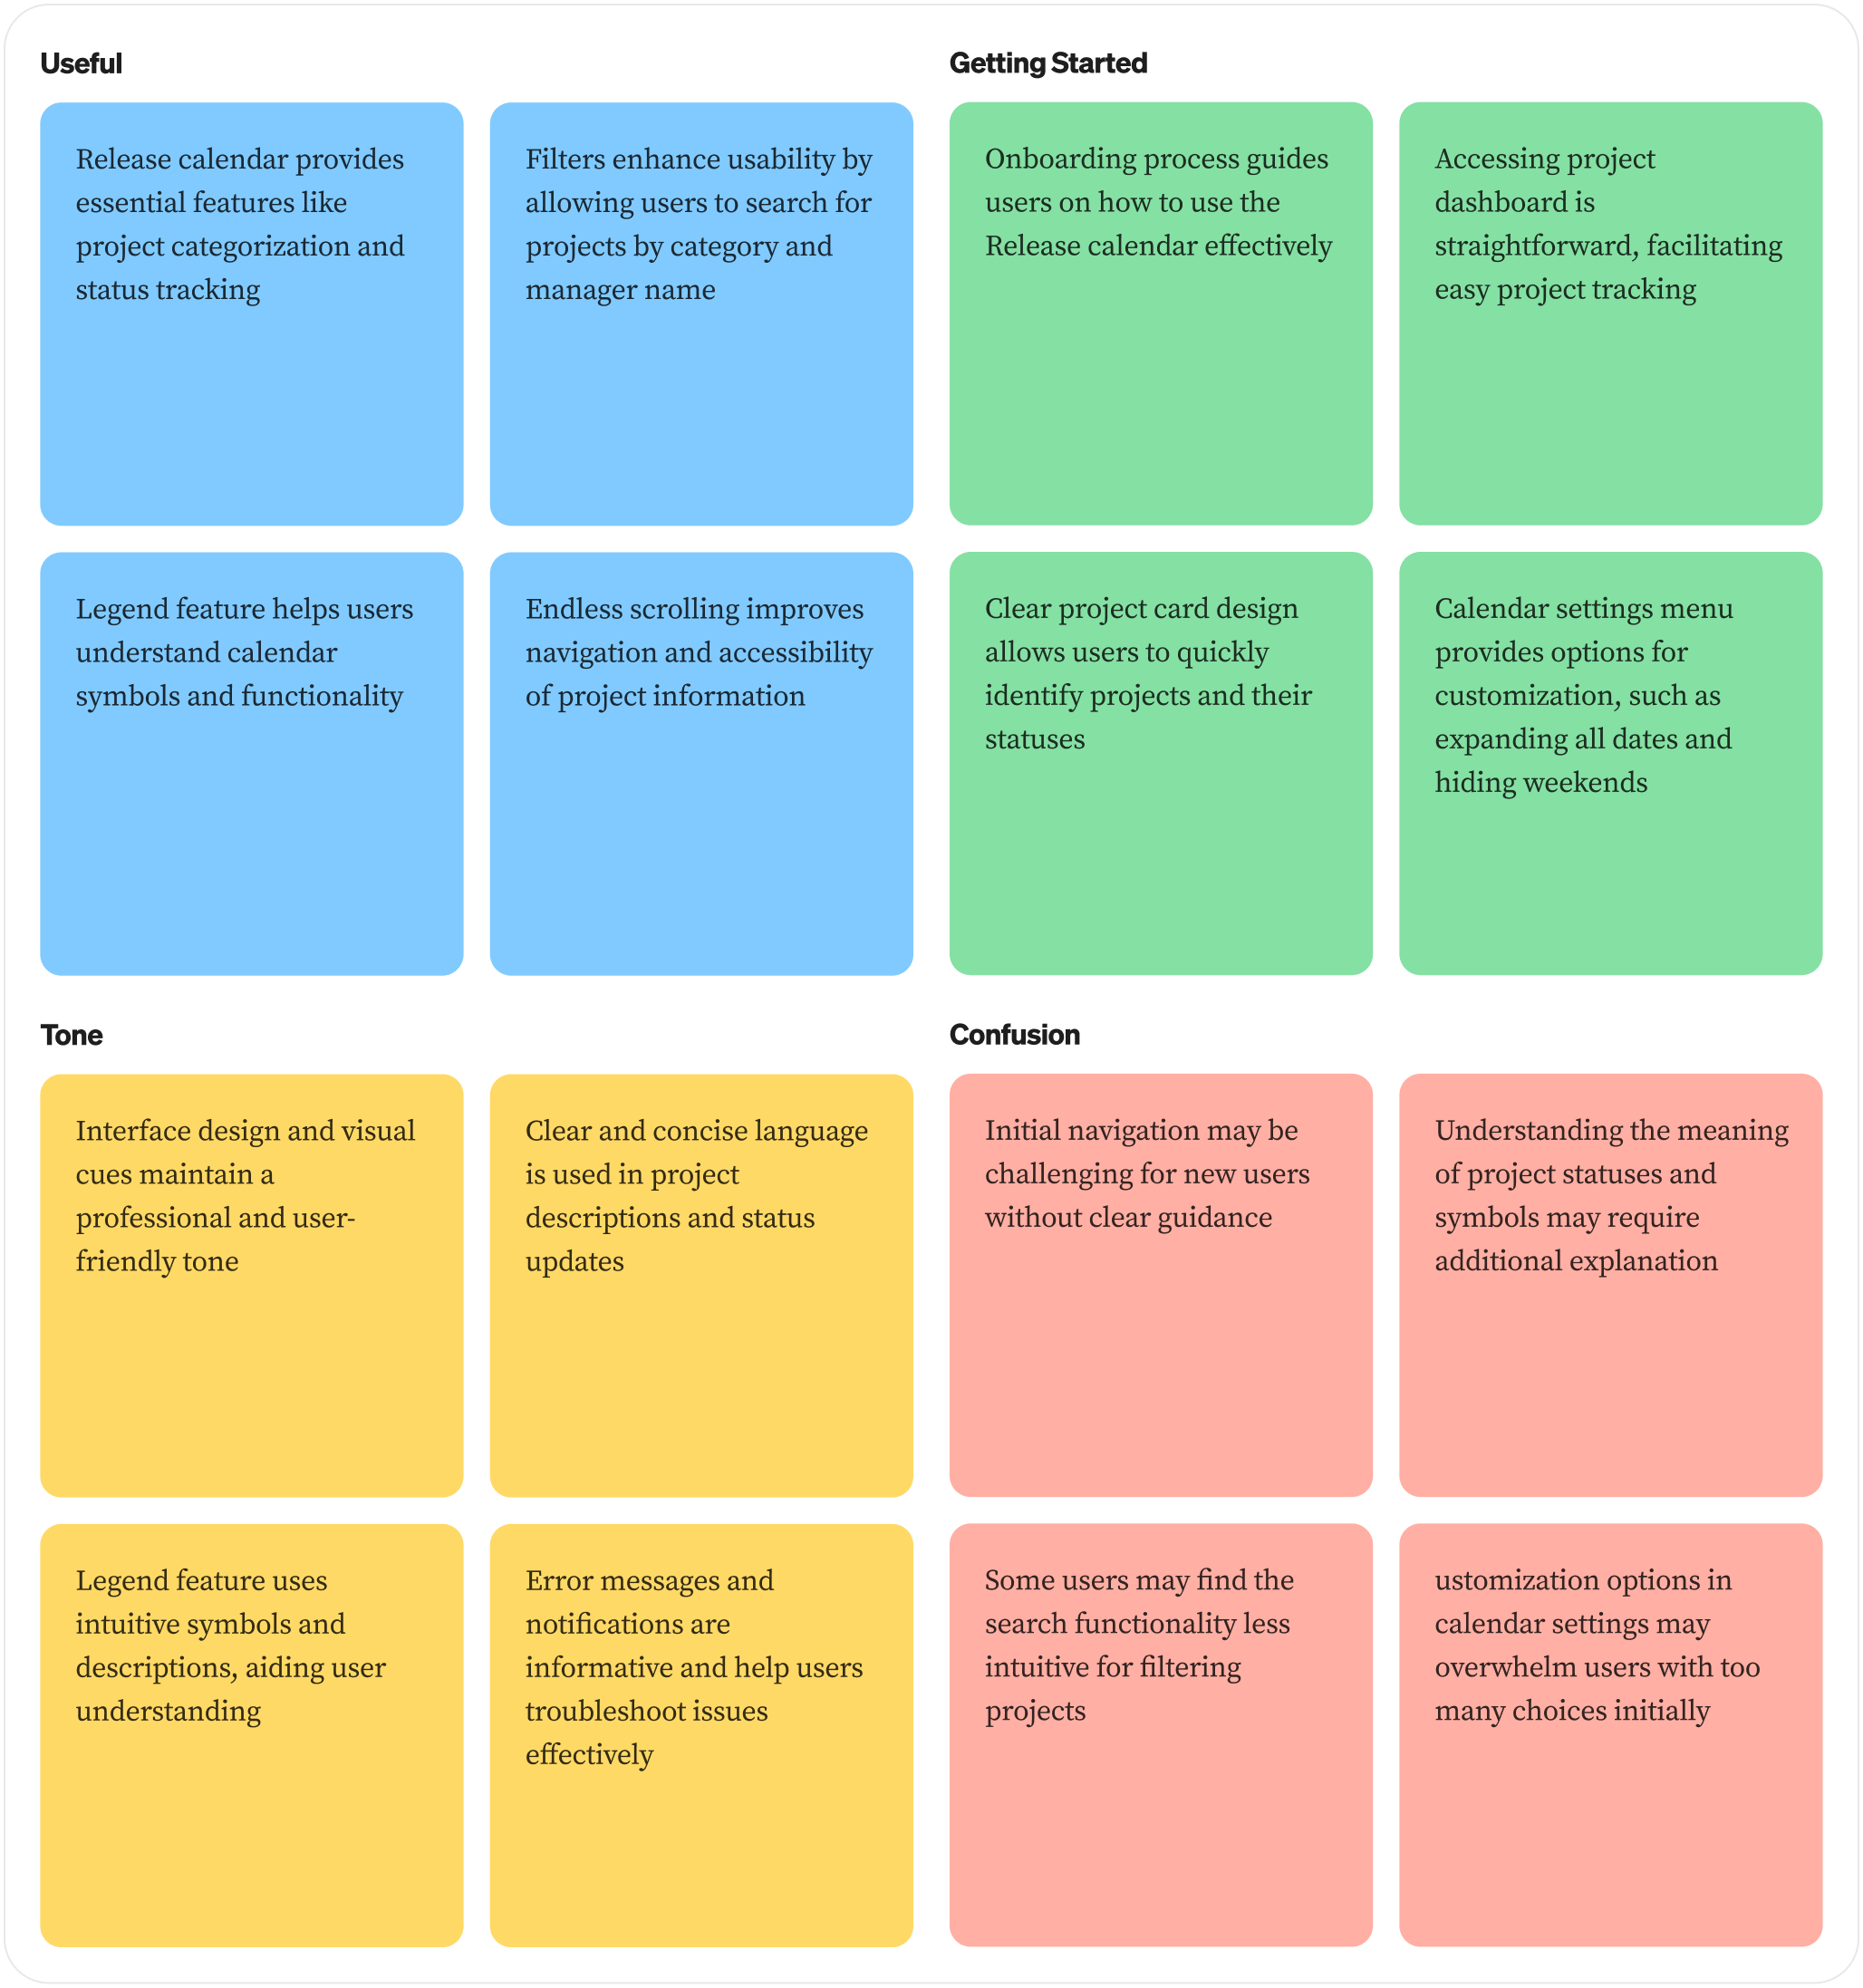 Useful
Release calendar provides
essential features like
project categorization and
status tracking
Filters enhance usability by
allowing users to search for
projects by category and
manager name
Legend feature helps users
understand calendar
symbols and functionality
Endless scrolling improves
navigation and accessibility
of project information
Getting Started
Onboarding process guides
users on how to use the
Release calendar effectively
Accessing project
dashboard is
straightforward, facilitating
easy project tracking
Clear project card design
allows users to quickly
identify projects and their
statuses
Calendar settings menu
provides options for
customization, such as
expanding all dates and
hiding weekends
Tone
Interface design and visual
cues maintain a
professional and user-
friendly tone
Clear and concise language
is used in project
descriptions and status
updates
Legend feature uses
intuitive symbols and
descriptions, aiding user
understanding
Error messages and
notifications are
informative and help users
troubleshoot issues
effectively
Confusion
Initial navigation may be
challenging for new users
without clear guidance
Understanding the meaning
of project statuses and
symbols may require
additional explanation
Some users may find the
search functionality less
intuitive for filtering
projects
ustomization options in
calendar settings may
overwhelm users with too
many choices initially